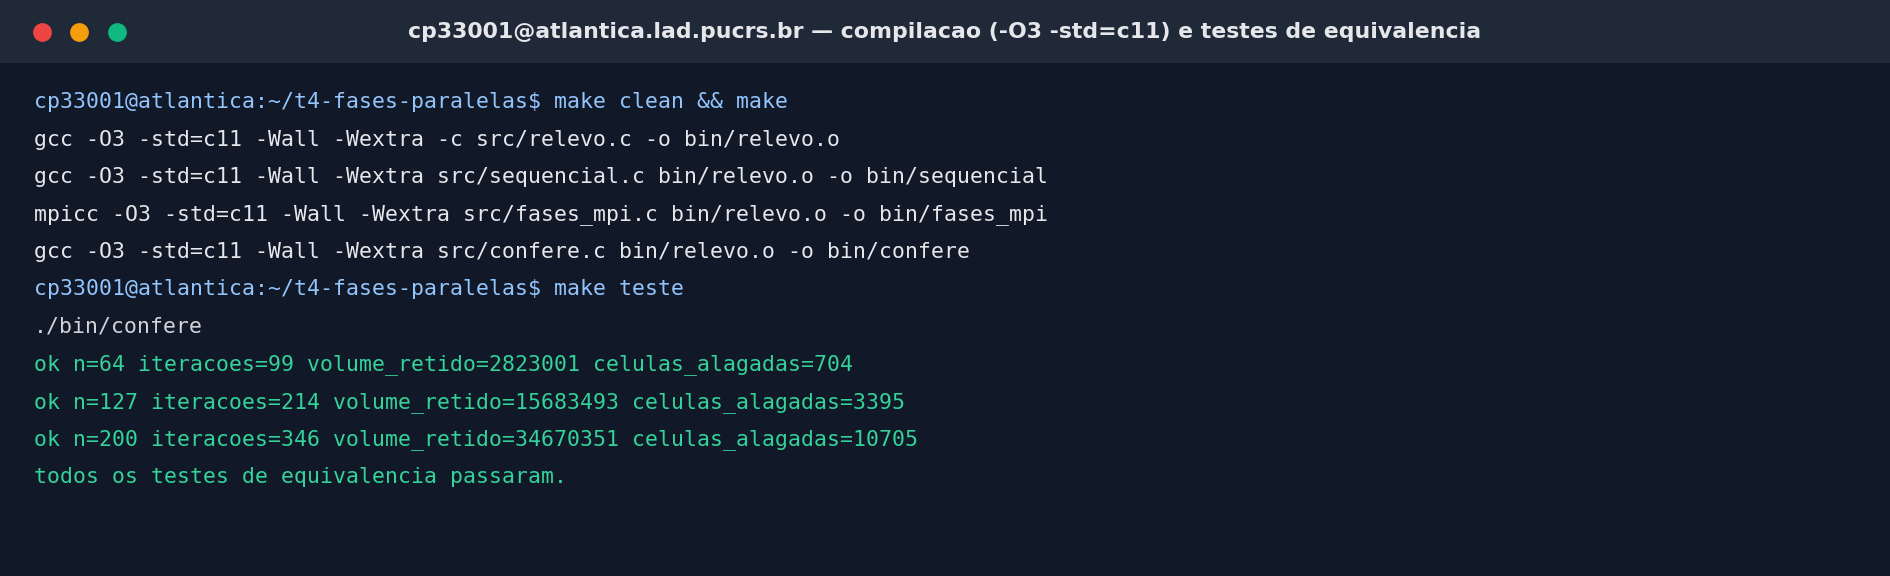 cp33001@atlantica.lad.pucrs.br — compilacao (-O3 -std=c11) e testes de equivalencia
cp33001@atlantica:~/t4-fases-paralelas$ make clean && make
gcc -O3 -std=c11 -Wall -Wextra -c src/relevo.c -o bin/relevo.o
gcc -O3 -std=c11 -Wall -Wextra src/sequencial.c bin/relevo.o -o bin/sequencial
mpicc -O3 -std=c11 -Wall -Wextra src/fases_mpi.c bin/relevo.o -o bin/fases_mpi
gcc -O3 -std=c11 -Wall -Wextra src/confere.c bin/relevo.o -o bin/confere
cp33001@atlantica:~/t4-fases-paralelas$ make teste
./bin/confere
ok n=64 iteracoes=99 volume_retido=2823001 celulas_alagadas=704
ok n=127 iteracoes=214 volume_retido=15683493 celulas_alagadas=3395
ok n=200 iteracoes=346 volume_retido=34670351 celulas_alagadas=10705
todos os testes de equivalencia passaram.